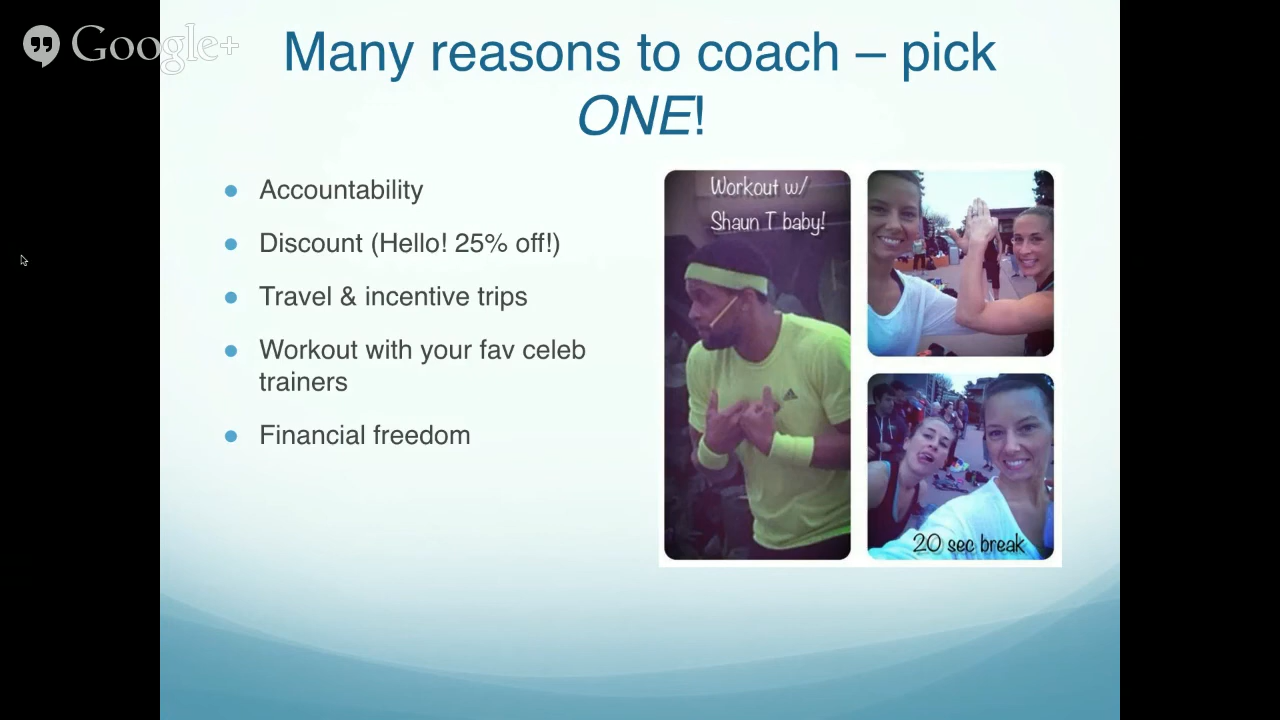 Google+
Many reasons to coach – pick
ONE!
● Accountability
● Discount (Hello! 25% off!)
● Travel & incentive trips
● Workout with your fav celeb
trainers
● Financial freedom
Workout w/
Shaun T baby!
20 sec break